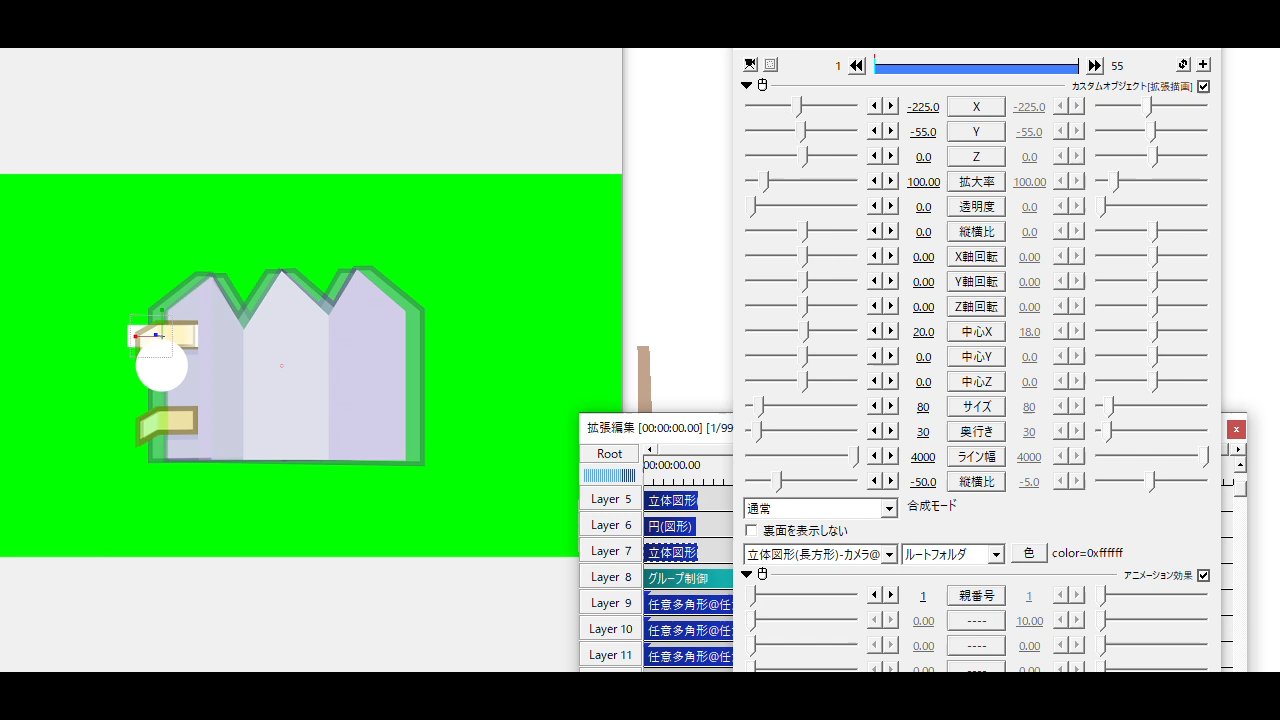 1 55
カスタムオブジェクト[拡張描画]
-225.0 X -225.0
-55.0 Y -55.0
0.0 Z 0.0
100.00 拡大率 100.00
0.0 透明度 0.0
0.0 縦横比 0.0
0.00 X軸回転 0.00
0.00 Y軸回転 0.00
0.00 Z軸回転 0.00
20.0 中心X 18.0
0.0 中心Y 0.0
0.0 中心Z 0.0
80 サイズ 80
30 奥行き 30
4000 ライン幅 4000
-50.0 縦横比 -5.0
通常 合成モード
裏面を表示しない
立体図形(長方形)-カメラ@ ルートフォルダ 色 color=0xffffff
アニメーション効果
1 親番号 1
0.00 ---- 10.00
0.00 ---- 0.00
0.00 ---- 0.00
拡張編集 [00:00:00.00] [1/99
Root 00:00:00.00
Layer 5 立体図形
Layer 6 円(図形)
Layer 7 立体図形
Layer 8 グループ制御
Layer 9 任意多角形@任
Layer 10 任意多角形@任
Layer 11 任意多角形@任